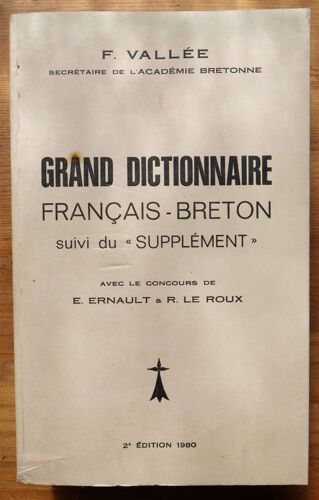 F. VALLÉE
SECRÉTAIRE DE L'ACADÉMIE BRETONNE
GRAND DICTIONNAIRE
FRANÇAIS - BRETON
suivi du « SUPPLÉMENT »
AVEC LE CONCOURS DE
E. ERNAULT & R. LE ROUX
2e ÉDITION 1980